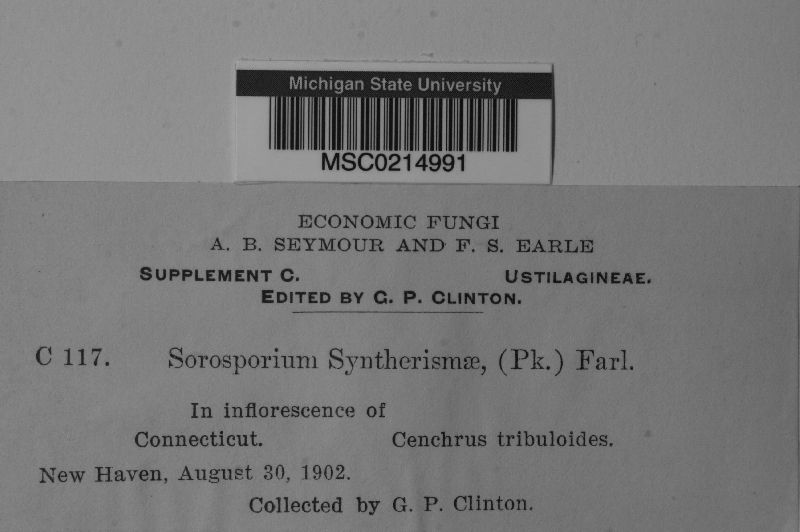 Michigan State University
MSC0214991
ECONOMIC FUNGI
A. B. SEYMOUR AND F. S. EARLE
SUPPLEMENT C. USTILAGINEAE.
EDITED BY G. P. CLINTON.
C 117. Sorosporium Syntherismæ, (Pk.) Farl.
In inflorescence of
Connecticut. Cenchrus tribuloides.
New Haven, August 30, 1902.
Collected by G. P. Clinton.